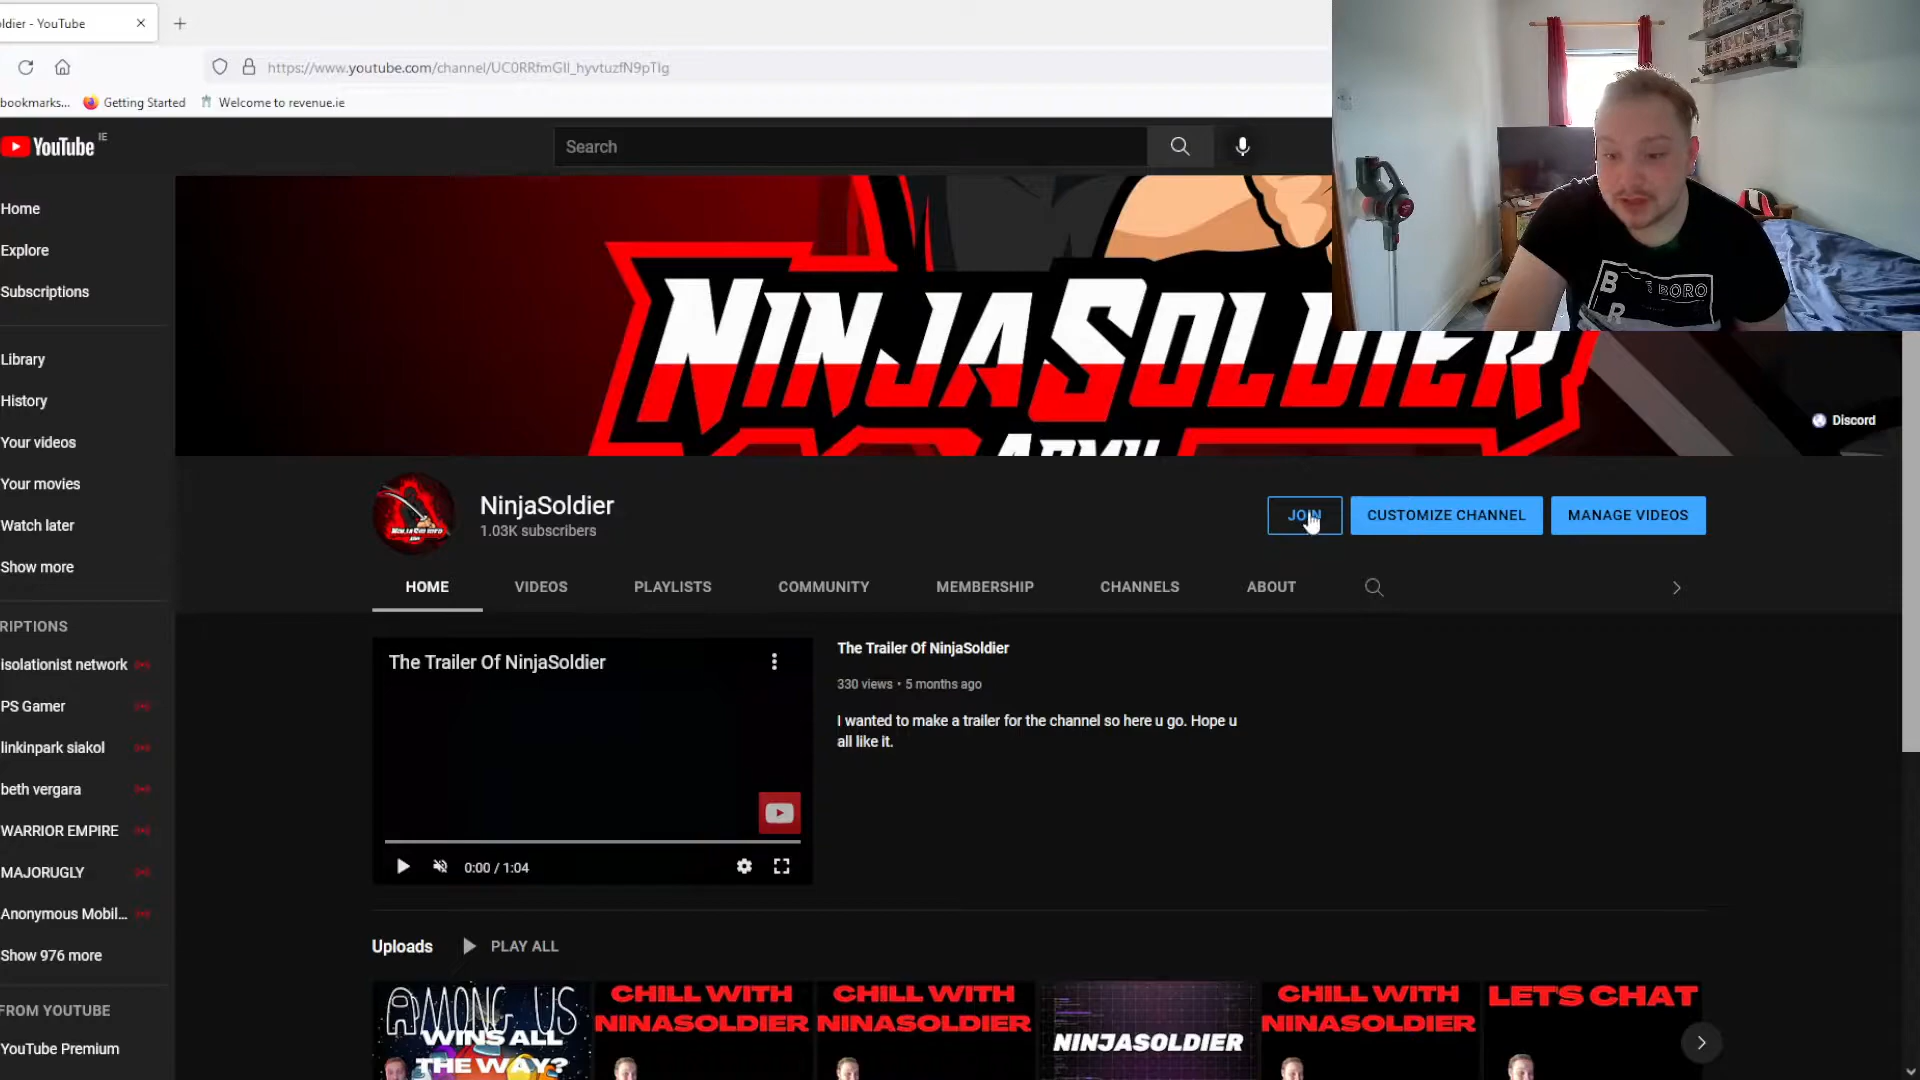 oldier - YouTube
https://www.youtube.com/channel/UC0RRfmGlI_hyvtuzfN9pTIg
bookmarks...
Getting Started
Welcome to revenue.ie
YouTube IE
Search
Home
Explore
Subscriptions
Library
History
Your videos
Your movies
Watch later
Show more
RIPTIONS
isolationist network
PS Gamer
linkinpark siakol
beth vergara
WARRIOR EMPIRE
MAJORUGLY
Anonymous Mobil...
Show 976 more
FROM YOUTUBE
YouTube Premium
NINJASOLDIER
ARMY
Discord
NinjaSoldier
1.03K subscribers
JOIN
CUSTOMIZE CHANNEL
MANAGE VIDEOS
HOME
VIDEOS
PLAYLISTS
COMMUNITY
MEMBERSHIP
CHANNELS
ABOUT
The Trailer Of NinjaSoldier
0:00 / 1:04
The Trailer Of NinjaSoldier
330 views • 5 months ago
I wanted to make a trailer for the channel so here u go. Hope u
all like it.
Uploads
PLAY ALL
AMONG US
WINS ALL
THE WAY?
CHILL WITH
NINASOLDIER
CHILL WITH
NINASOLDIER
NINJASOLDIER
CHILL WITH
NINASOLDIER
LETS CHAT